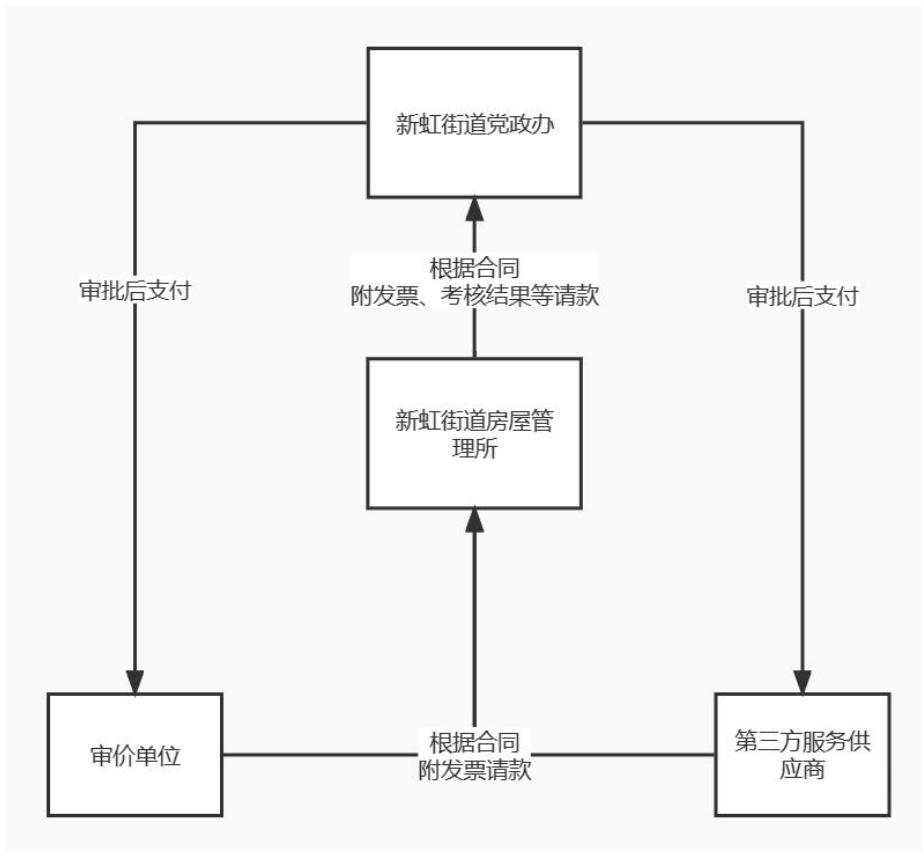 新虹街道党政办
审批后支付
根据合同
附发票、考核结果等请款
审批后支付
新虹街道房屋管
理所
审价单位
根据合同
附发票请款
第三方服务供
应商